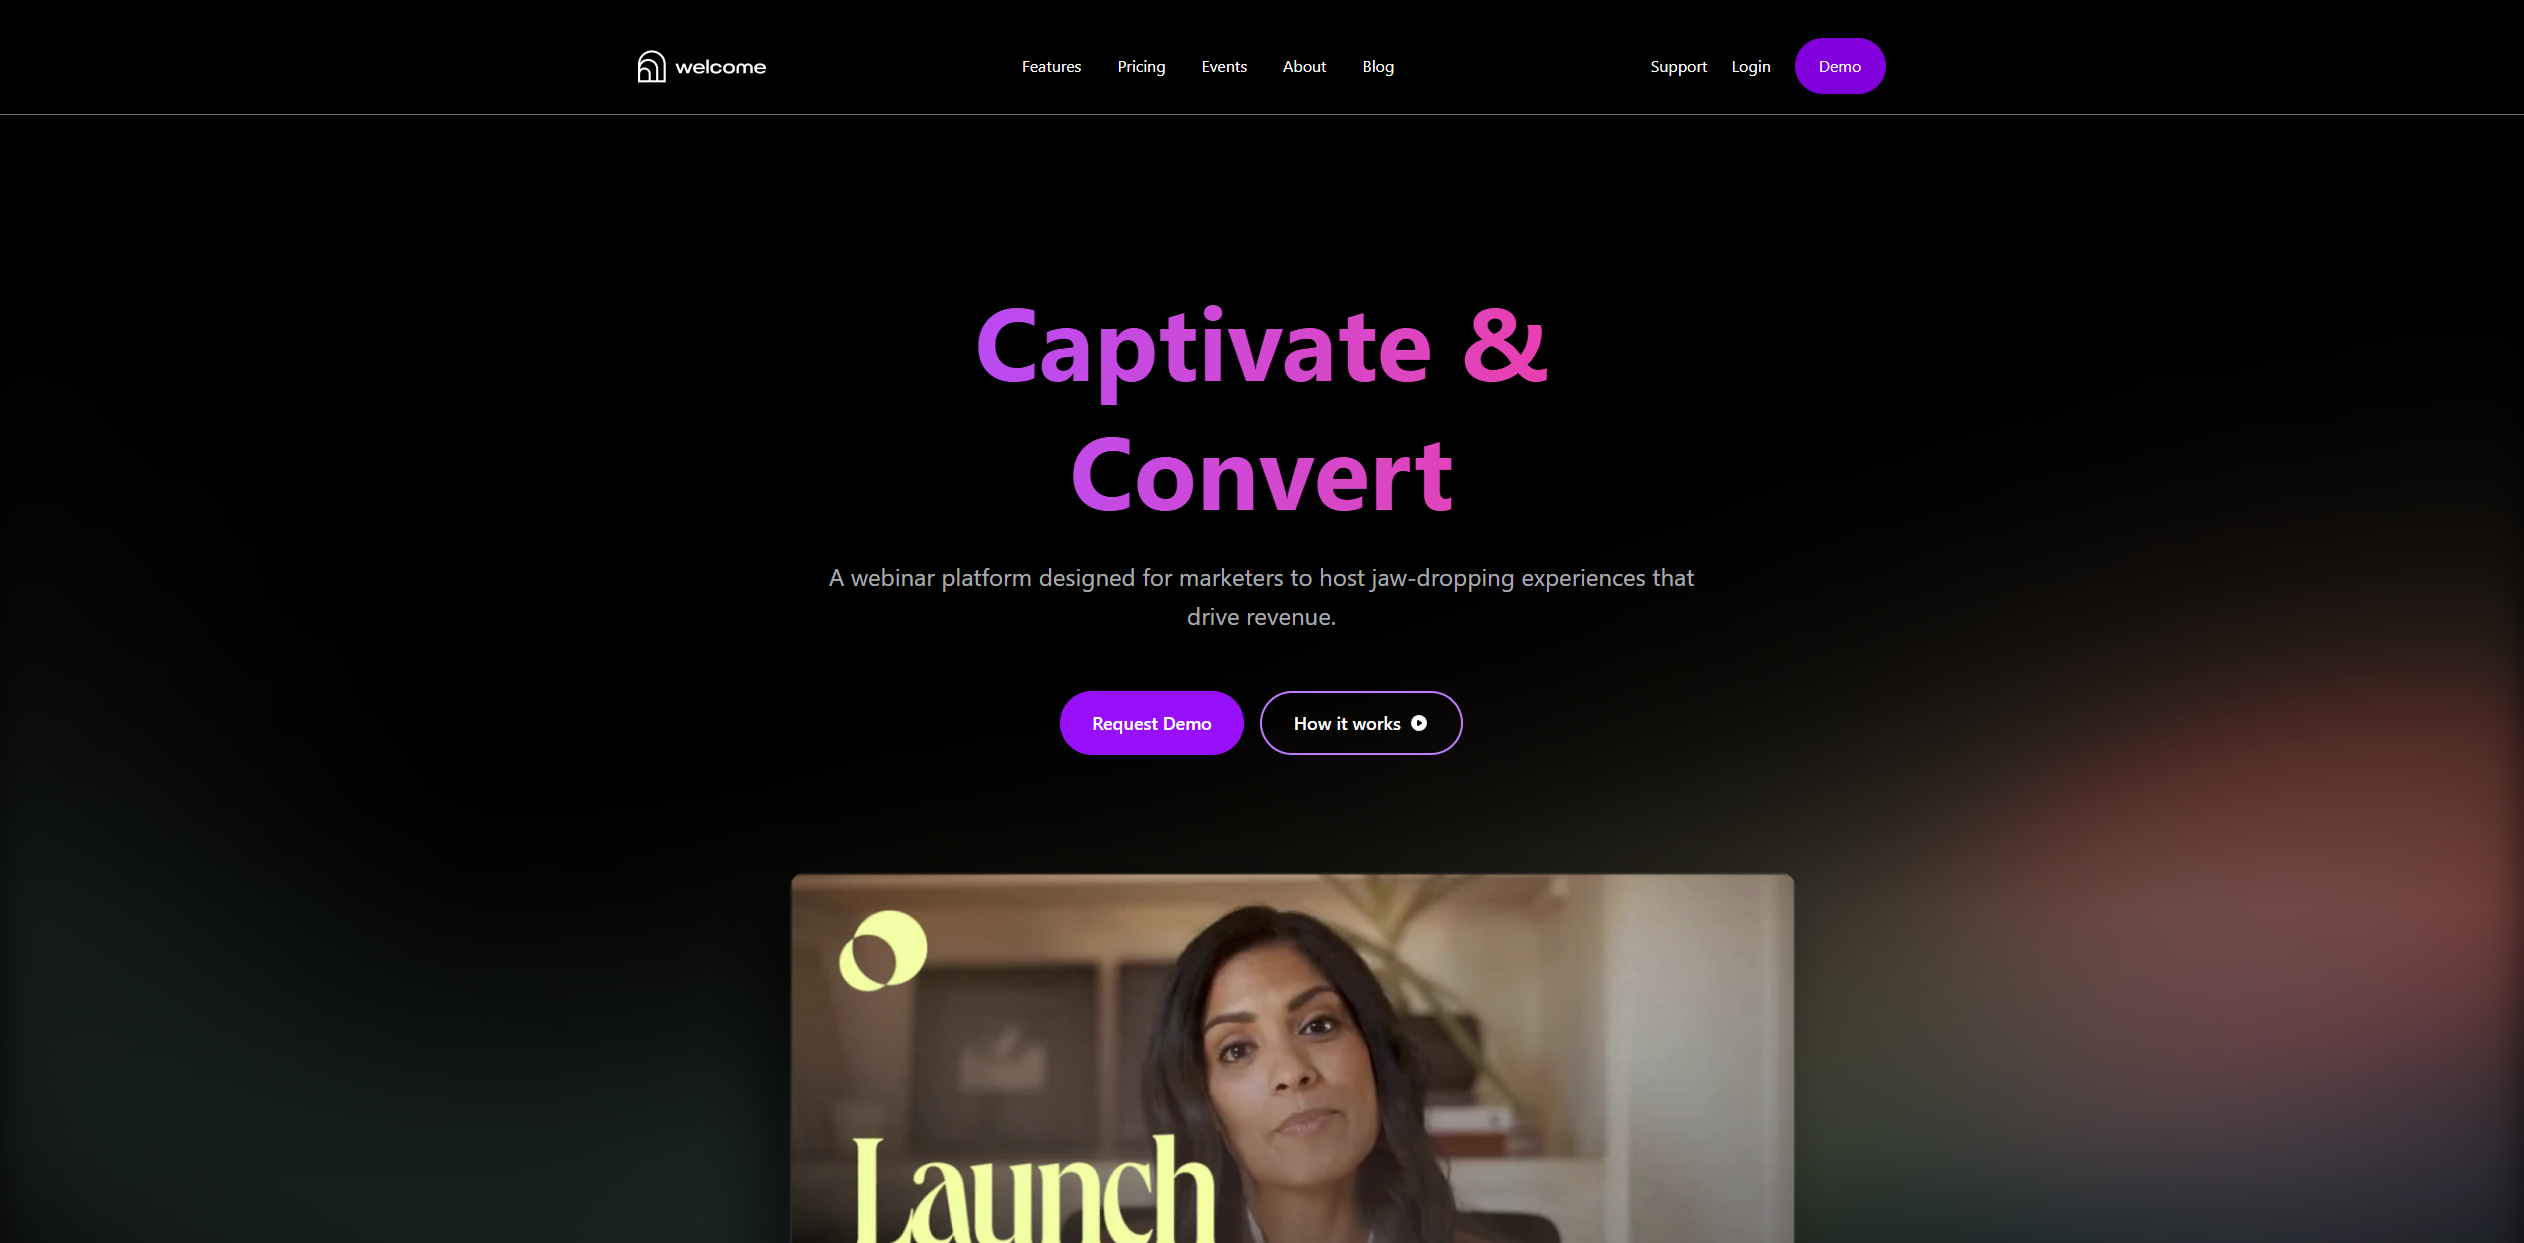 welcome
Features Pricing Events About Blog
Support Login Demo
Captivate &
Convert
A webinar platform designed for marketers to host jaw-dropping experiences that
drive revenue.
Request Demo
How it works
Launch